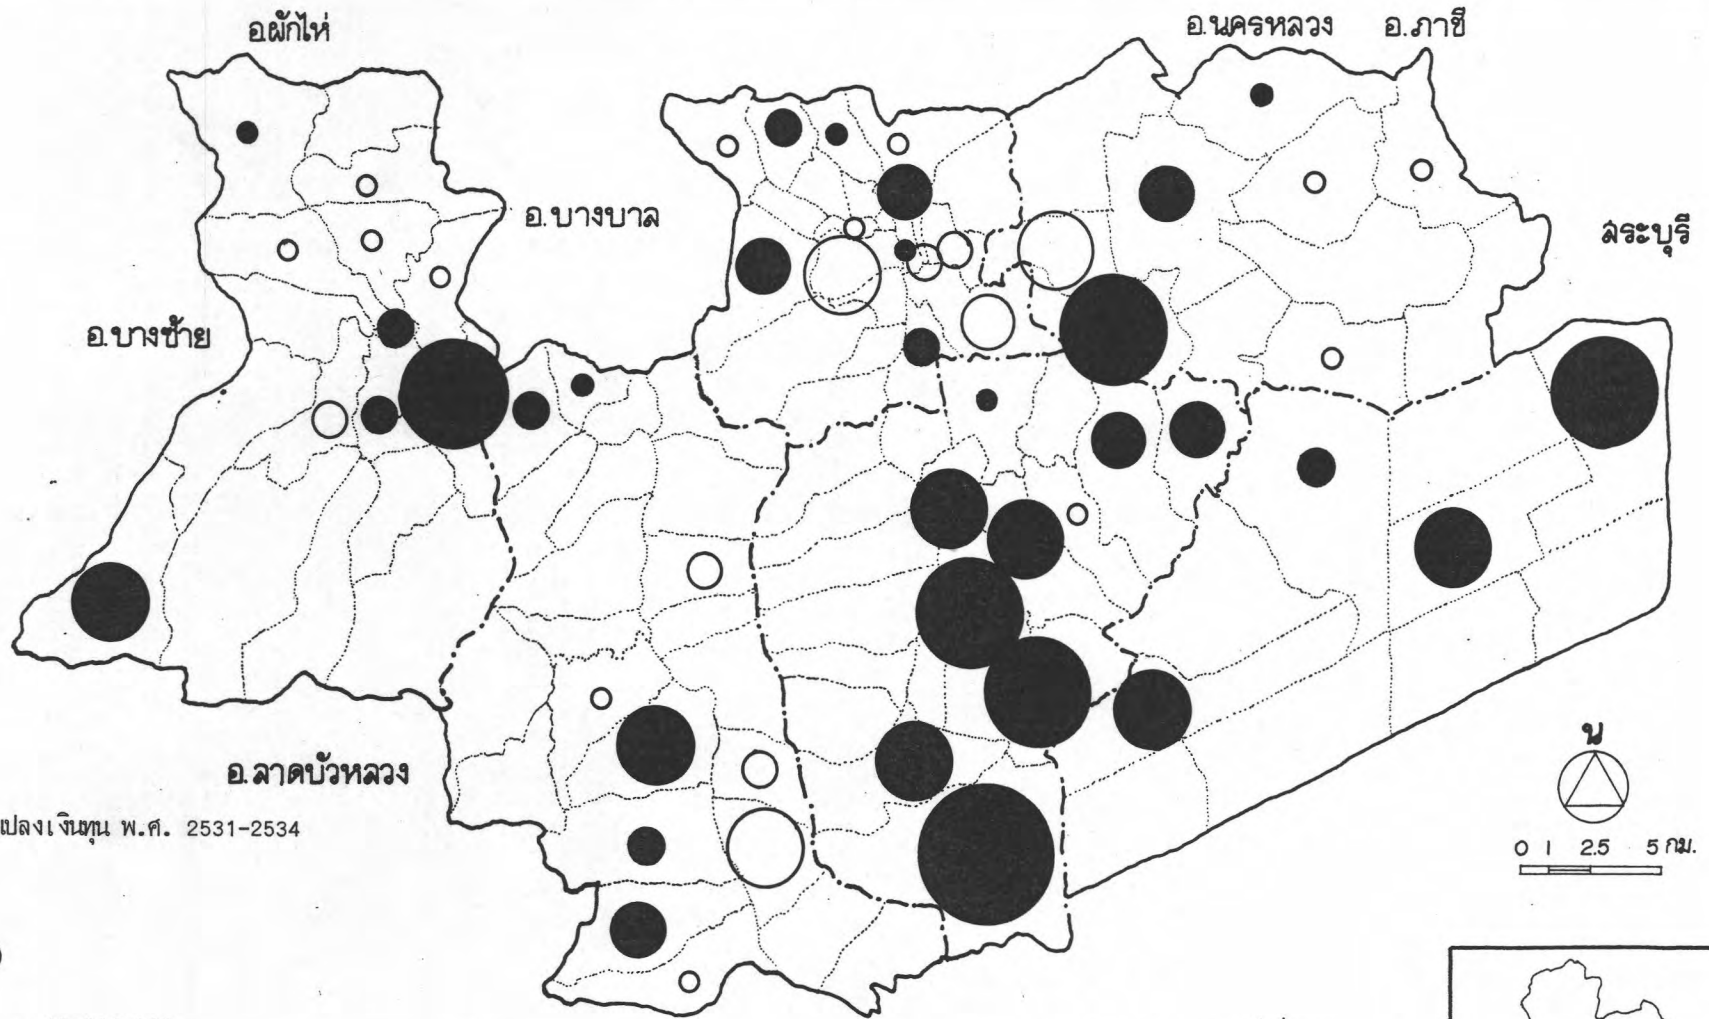 อ.ผักไห่
อ.นครหลวง
อ.ภาชี
อ.บางบาล
สระบุรี
อ.บางซ้าย
อ.ลาดบัวหลวง
น
แปลงเงินทุน พ.ศ. 2531-2534
0 1 2.5 5 กม.